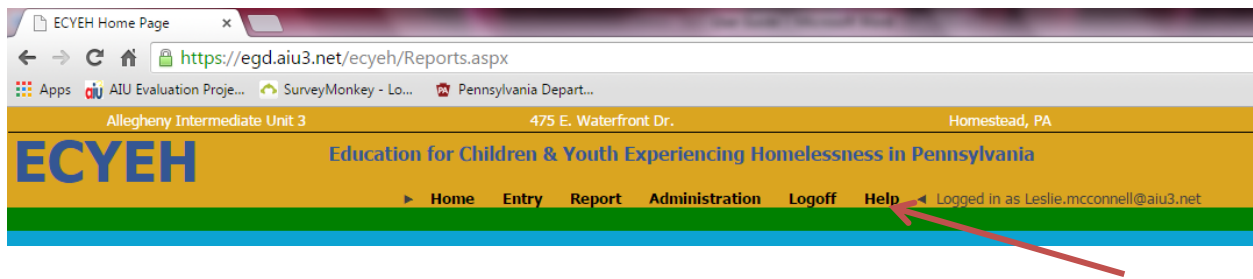 ECYEH Home Page
https://egd.aiu3.net/ecyeh/Reports.aspx
Apps aiu AIU Evaluation Proje... SurveyMonkey - Lo... Pennsylvania Depart...
Allegheny Intermediate Unit 3 475 E. Waterfront Dr. Homestead, PA
ECYEH Education for Children & Youth Experiencing Homelessness in Pennsylvania
Home Entry Report Administration Logoff Help Logged in as Leslie.mcconnell@aiu3.net